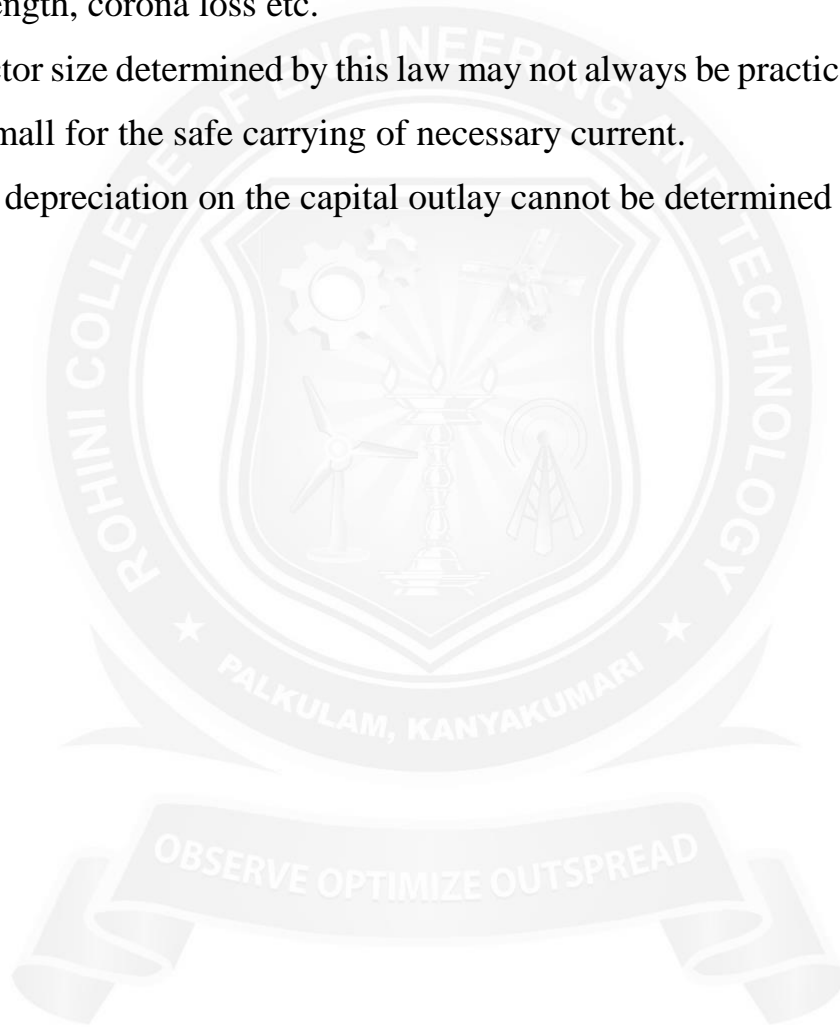 ength, corona loss etc.
ctor size determined by this law may not always be practic
mall for the safe carrying of necessary current.
depreciation on the capital outlay cannot be determined
ROHINI COLLEGE OF ENGINEERING AND TECHNOLOGY
PALKULAM, KANYAKUMARI
OBSERVE OPTIMIZE OUTSPREAD